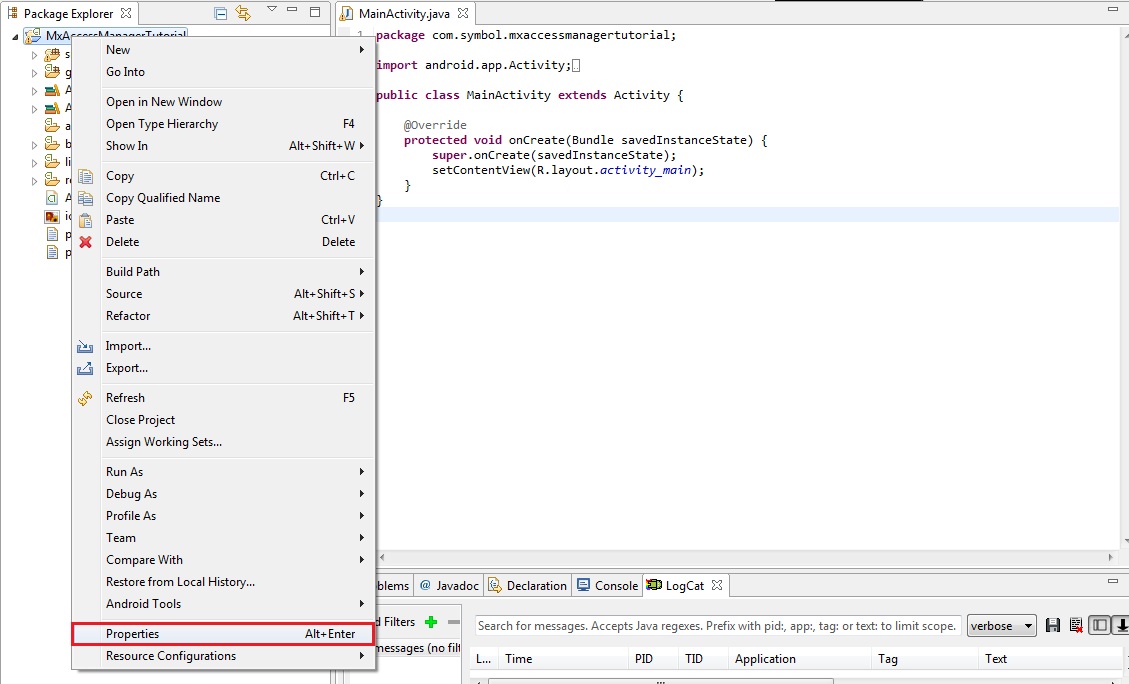 Package Explorer
MainActivity.java
MxAccessManagerTutorial
s
g
A
A
a
b
li
re
A
ic
p
p
New
Go Into
Open in New Window
Open Type Hierarchy F4
Show In Alt+Shift+W
Copy Ctrl+C
Copy Qualified Name
Paste Ctrl+V
Delete Delete
Build Path
Source Alt+Shift+S
Refactor Alt+Shift+T
Import...
Export...
Refresh F5
Close Project
Assign Working Sets...
Run As
Debug As
Profile As
Team
Compare With
Restore from Local History...
Android Tools
Properties Alt+Enter
Resource Configurations
1 package com.symbol.mxaccessmanagertutorial;
import android.app.Activity;
public class MainActivity extends Activity {
@Override
protected void onCreate(Bundle savedInstanceState) {
super.onCreate(savedInstanceState);
setContentView(R.layout.activity_main);
}
}
blems @ Javadoc Declaration Console LogCat
d Filters
messages (no filt
Search for messages. Accepts Java regexes. Prefix with pid:, app:, tag: or text: to limit scope.
verbose
L... Time PID TID Application Tag Text